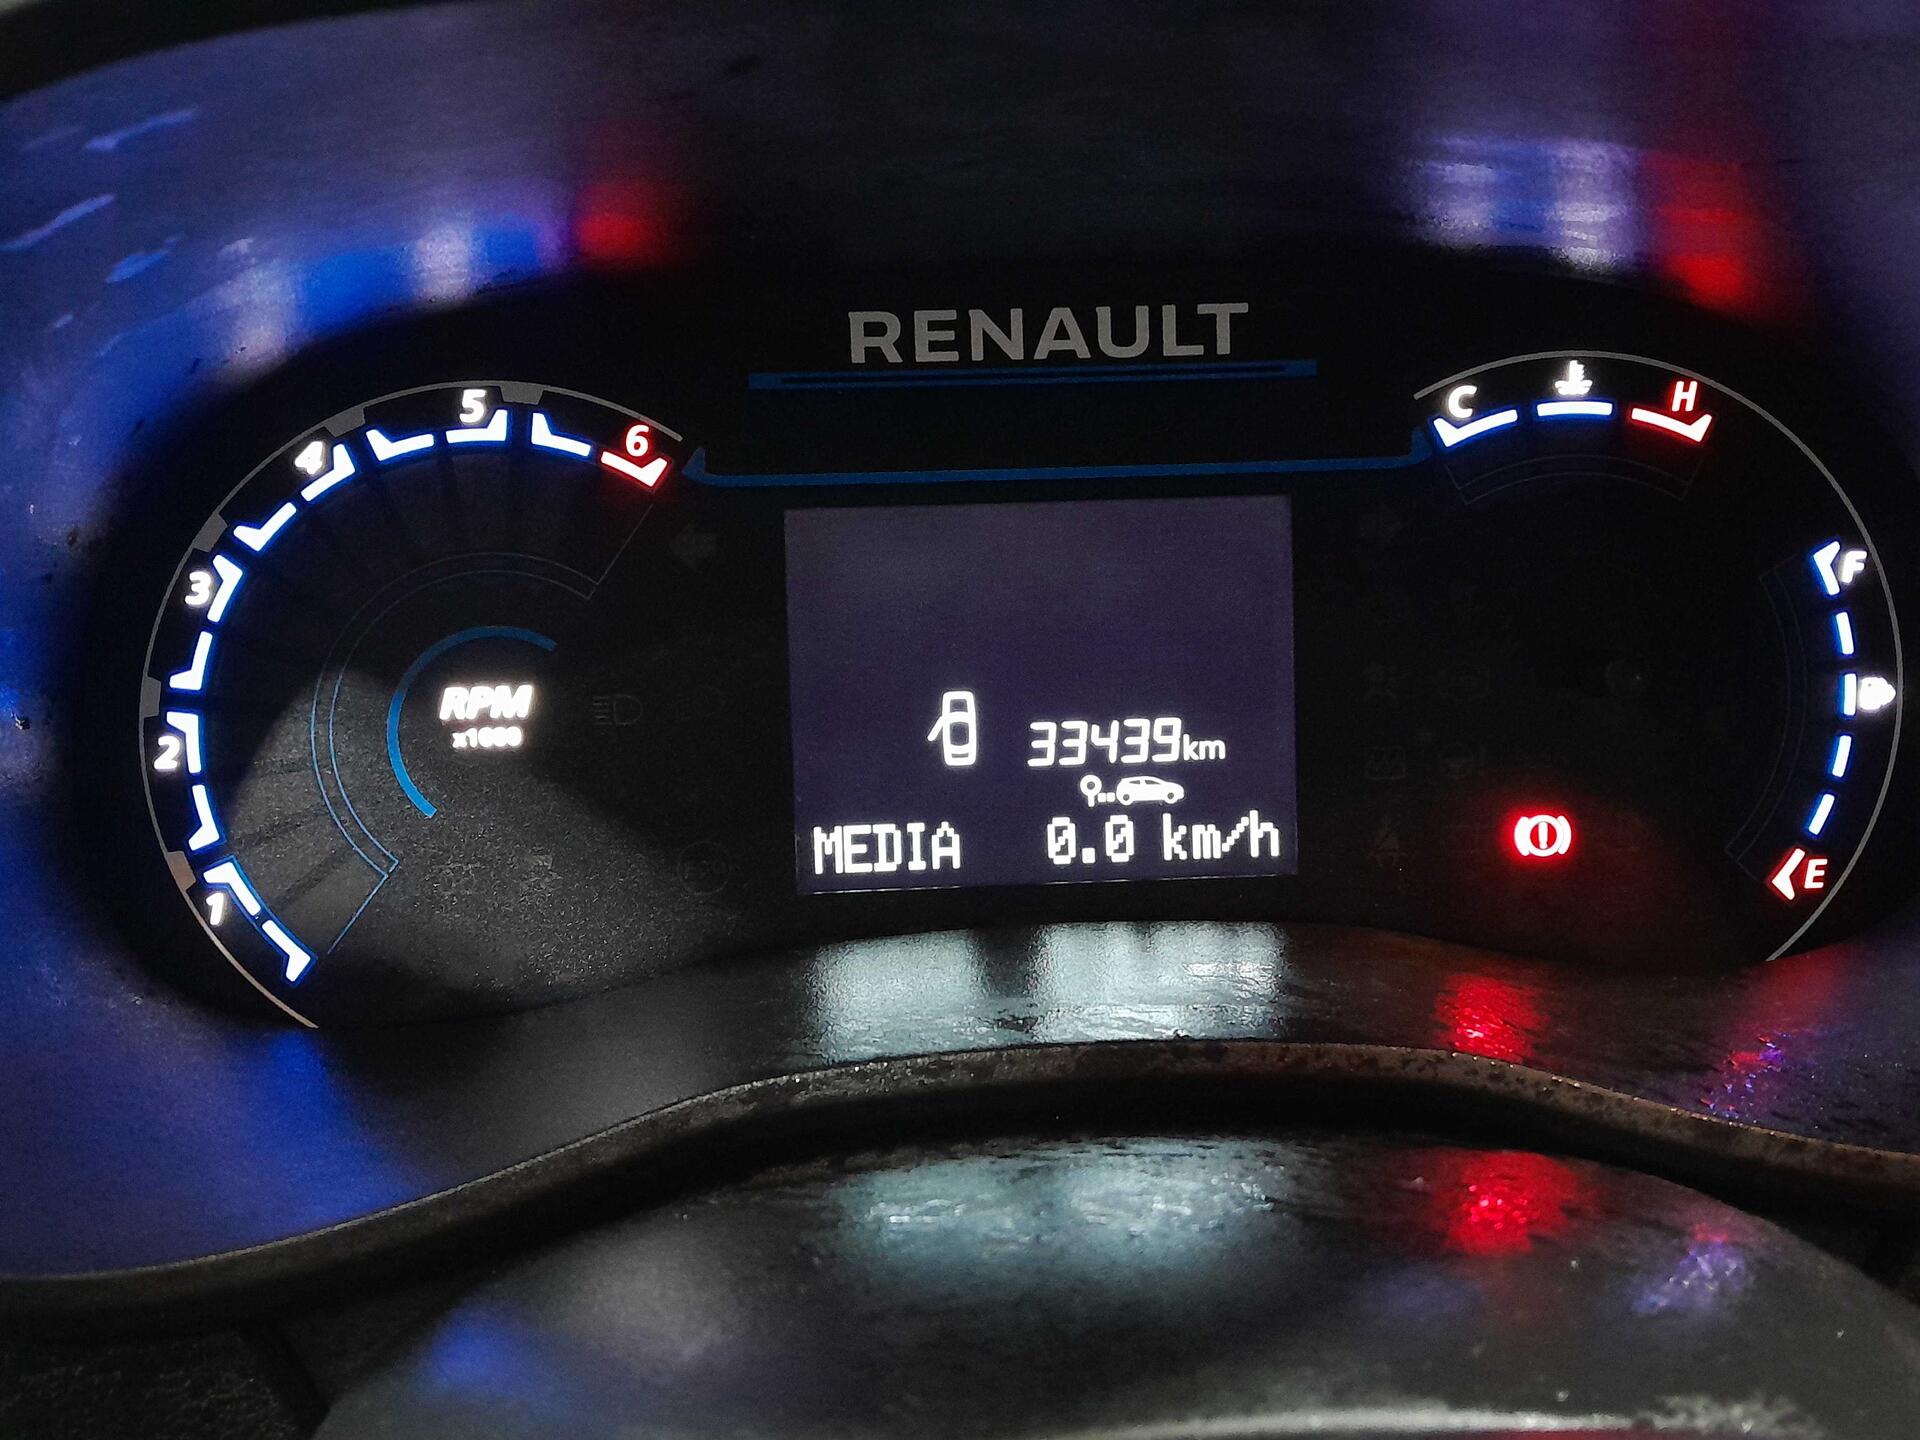 RENAULT
C H
6
5
4
3
2
1
RPM
x1000
F
E
33439km
MEDIA 0.0 km/h